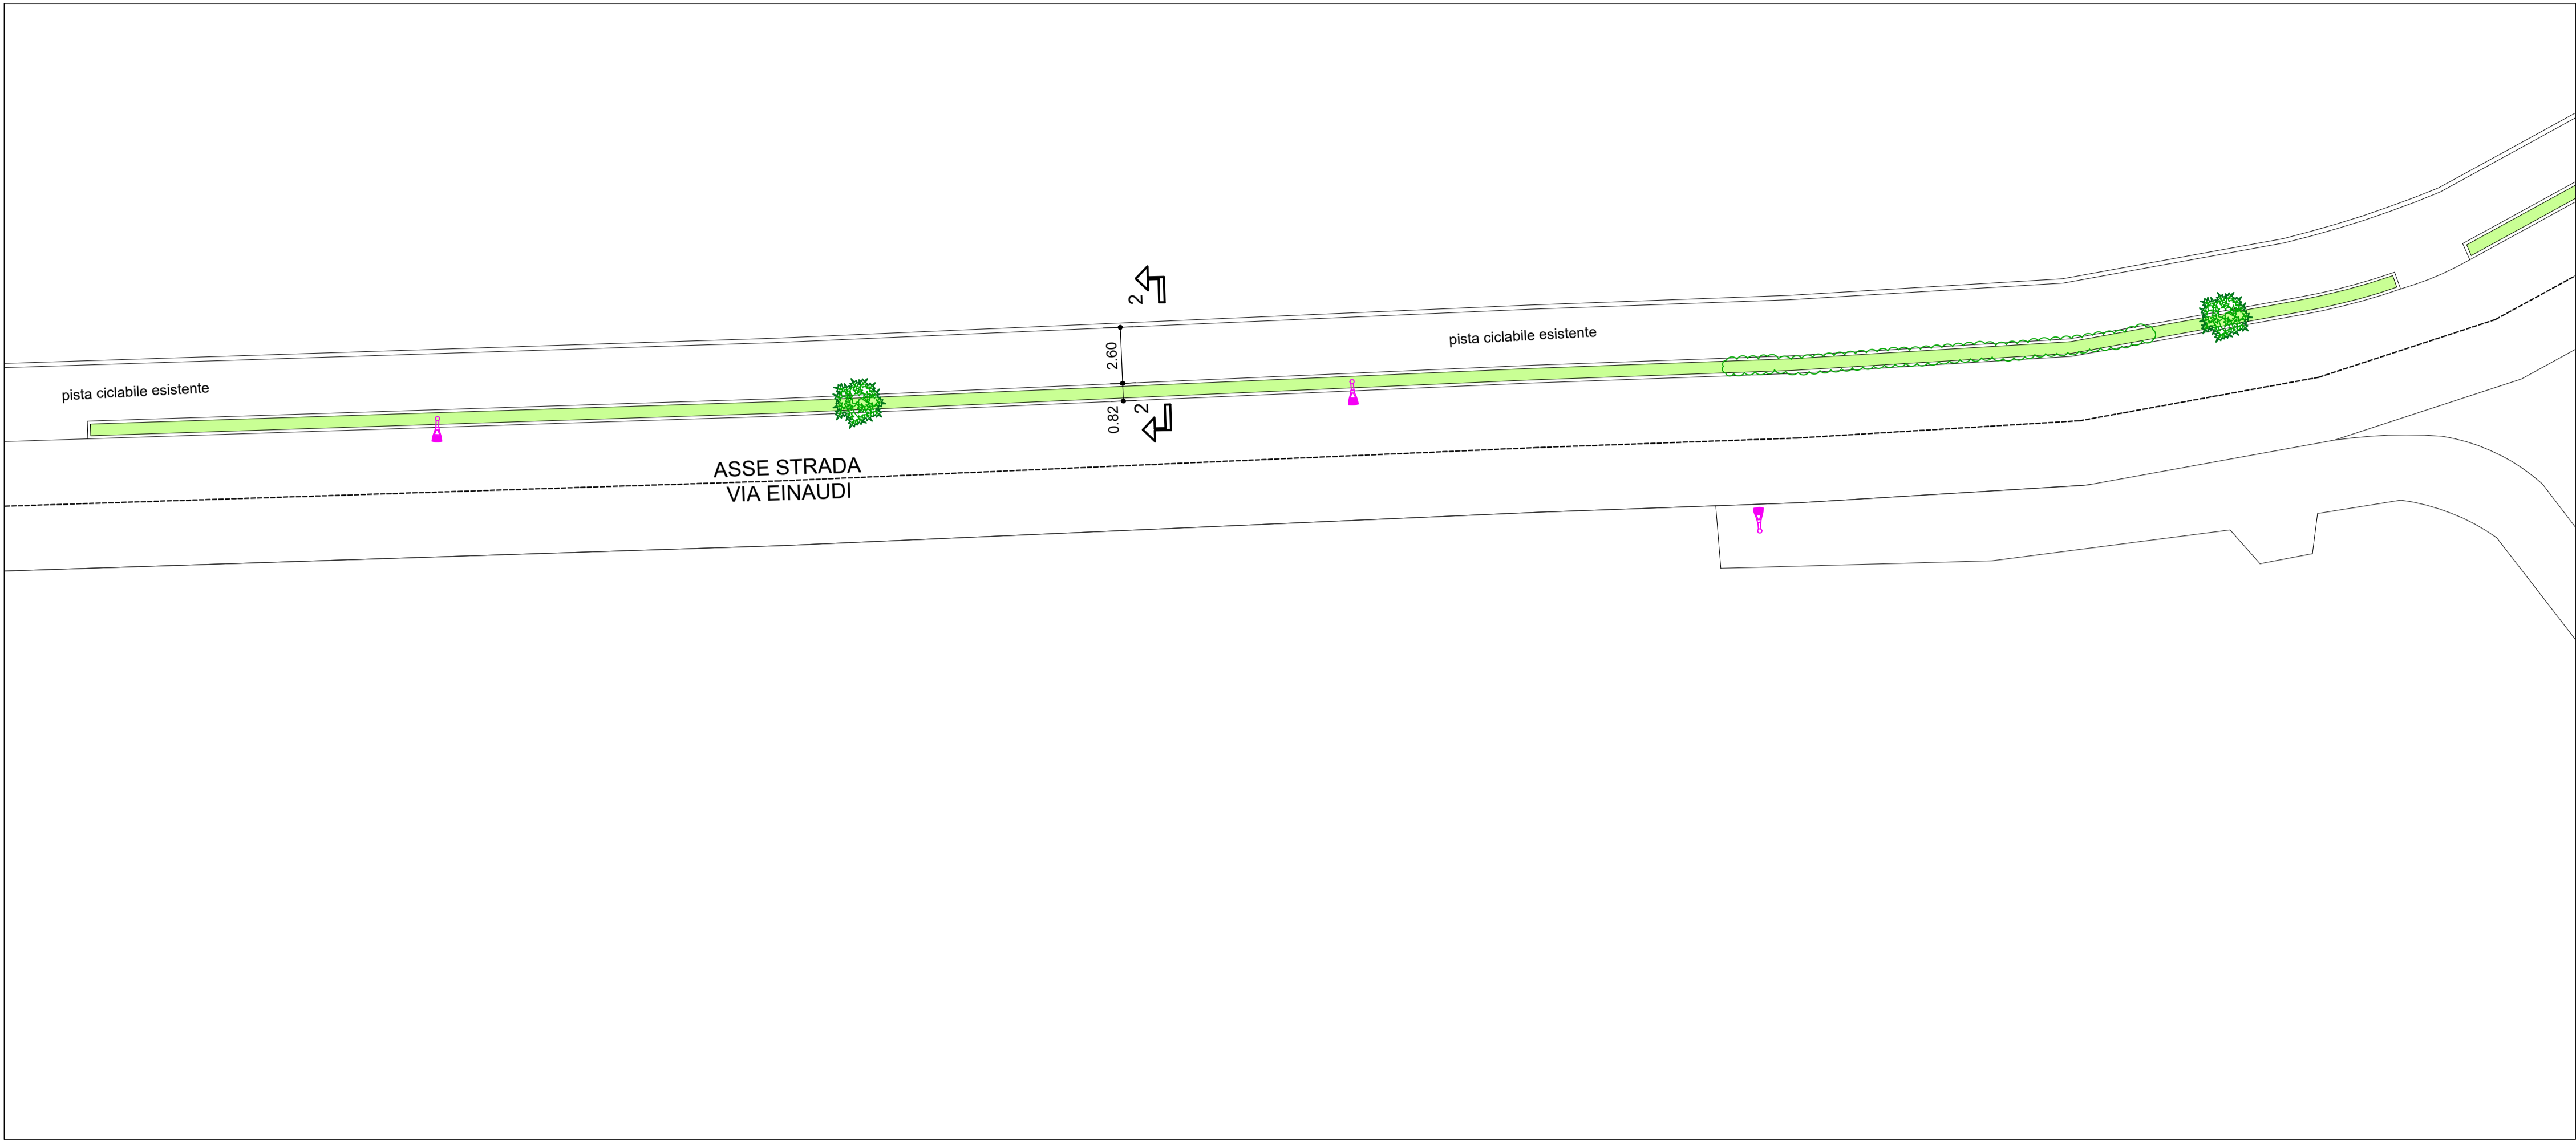 2
pista ciclabile esistente
2.60
pista ciclabile esistente
0.82
2
ASSE STRADA
VIA EINAUDI